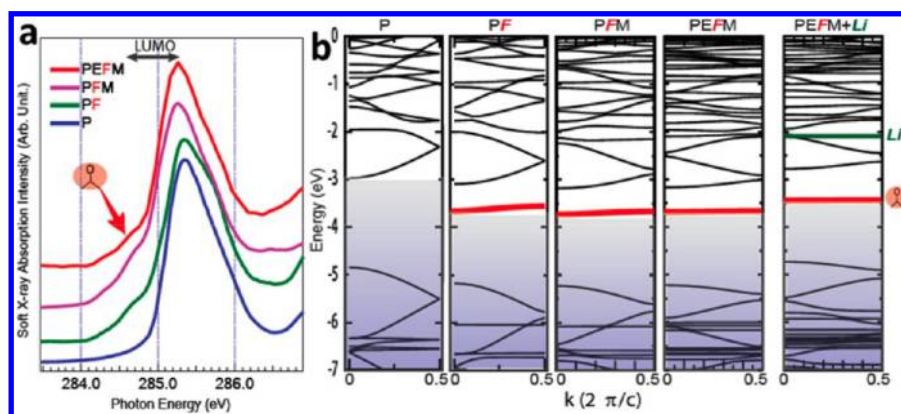 a
LUMO
PEFM
PFM
PF
P
O
Soft X-ray Absorption Intensity (Arb. Unit.)
284.0
285.0
286.0
Photon Energy (eV)
b
P
PF
PFM
PEFM
PEFM+Li
0
-1
-2
-3
-4
-5
-6
-7
Energy (eV)
Li
O
0
0.5
0
0.5
0
0.5
0
0.5
0
0.5
k (2 π/c)